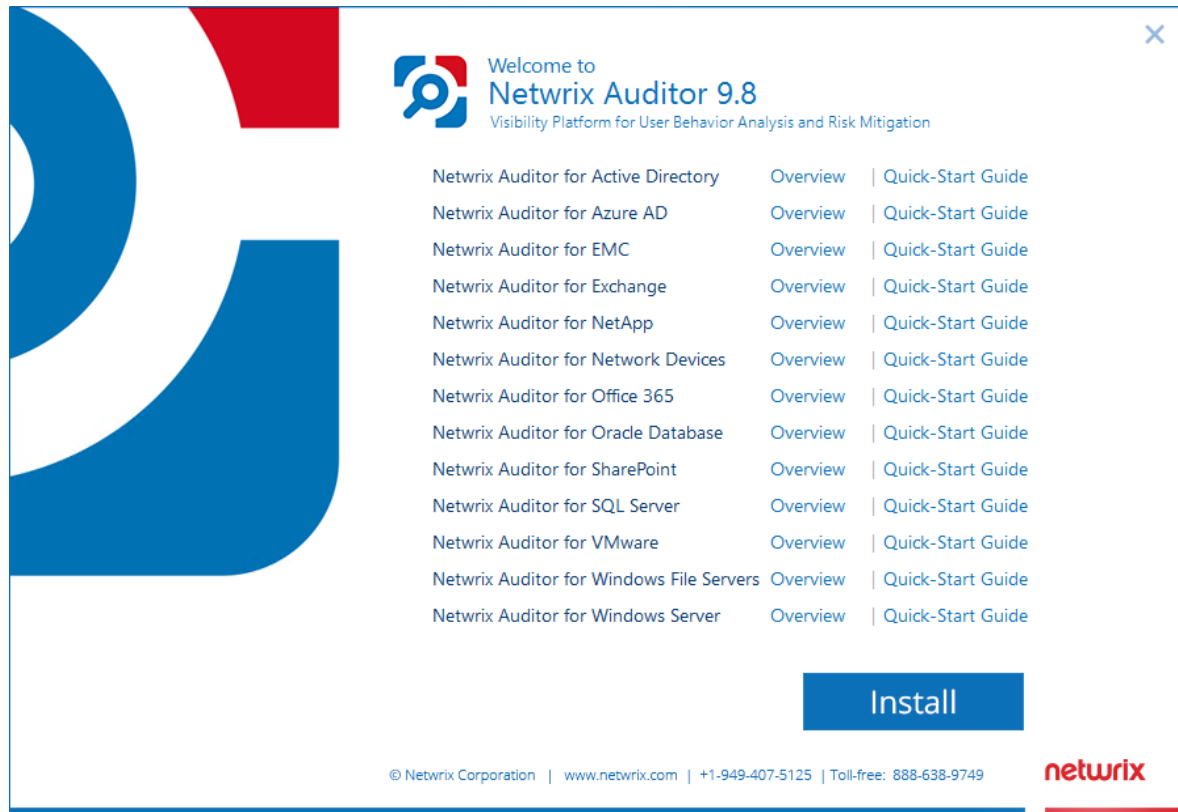 Welcome to
Netwrix Auditor 9.8
Visibility Platform for User Behavior Analysis and Risk Mitigation
Netwrix Auditor for Active Directory Overview | Quick-Start Guide
Netwrix Auditor for Azure AD Overview | Quick-Start Guide
Netwrix Auditor for EMC Overview | Quick-Start Guide
Netwrix Auditor for Exchange Overview | Quick-Start Guide
Netwrix Auditor for NetApp Overview | Quick-Start Guide
Netwrix Auditor for Network Devices Overview | Quick-Start Guide
Netwrix Auditor for Office 365 Overview | Quick-Start Guide
Netwrix Auditor for Oracle Database Overview | Quick-Start Guide
Netwrix Auditor for SharePoint Overview | Quick-Start Guide
Netwrix Auditor for SQL Server Overview | Quick-Start Guide
Netwrix Auditor for VMware Overview | Quick-Start Guide
Netwrix Auditor for Windows File Servers Overview | Quick-Start Guide
Netwrix Auditor for Windows Server Overview | Quick-Start Guide
Install
© Netwrix Corporation | www.netwrix.com | +1-949-407-5125 | Toll-free: 888-638-9749
netwrix